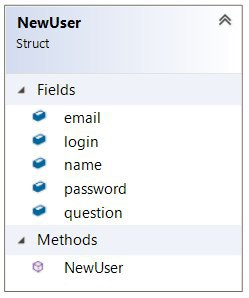 NewUser
Struct
Fields
email
login
name
password
question
Methods
NewUser